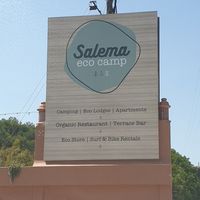 Salema
eco camp
Camping | Eco Lodges | Apartments
Organic Restaurant | Terrace Bar
Eco Store | Surf & Bike Rentals